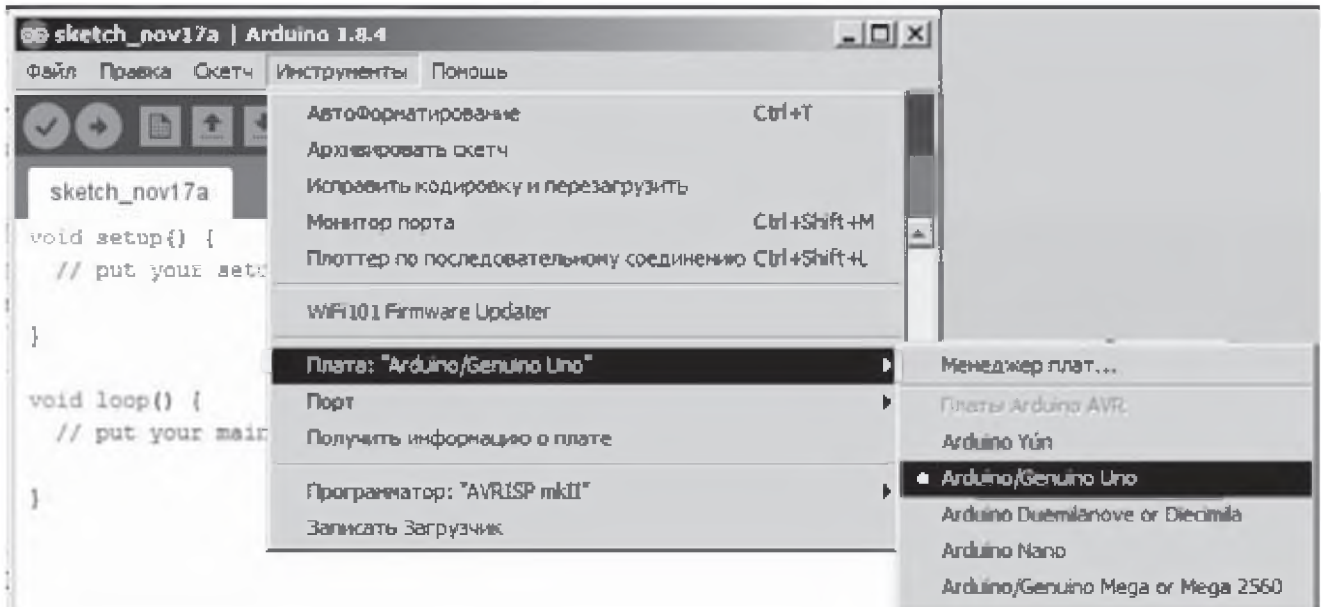 sketch_nov17a | Arduino 1.8.4
Файл Правка Скетч Инструменты Помощь
АвтоФорматирование Ctrl+T
Архивировать скетч
Исправить кодировку и перезагрузить
Монитор порта Ctrl+Shift+M
Плоттер по последовательному соединению Ctrl+Shift+L
WiFi101 Firmware Updater
Плата: "Arduino/Genuino Uno"
Порт
Получить информацию о плате
Программатор: "AVRISP mkII"
Записать Загрузчик
Менеджер плат...
Платы Arduino AVR
Arduino Yún
Arduino/Genuino Uno
Arduino Duemilanove or Diecimila
Arduino Nano
Arduino/Genuino Mega or Mega 2560
sketch_nov17a
void setup() {
// put your setu
}
void loop() {
// put your main
}